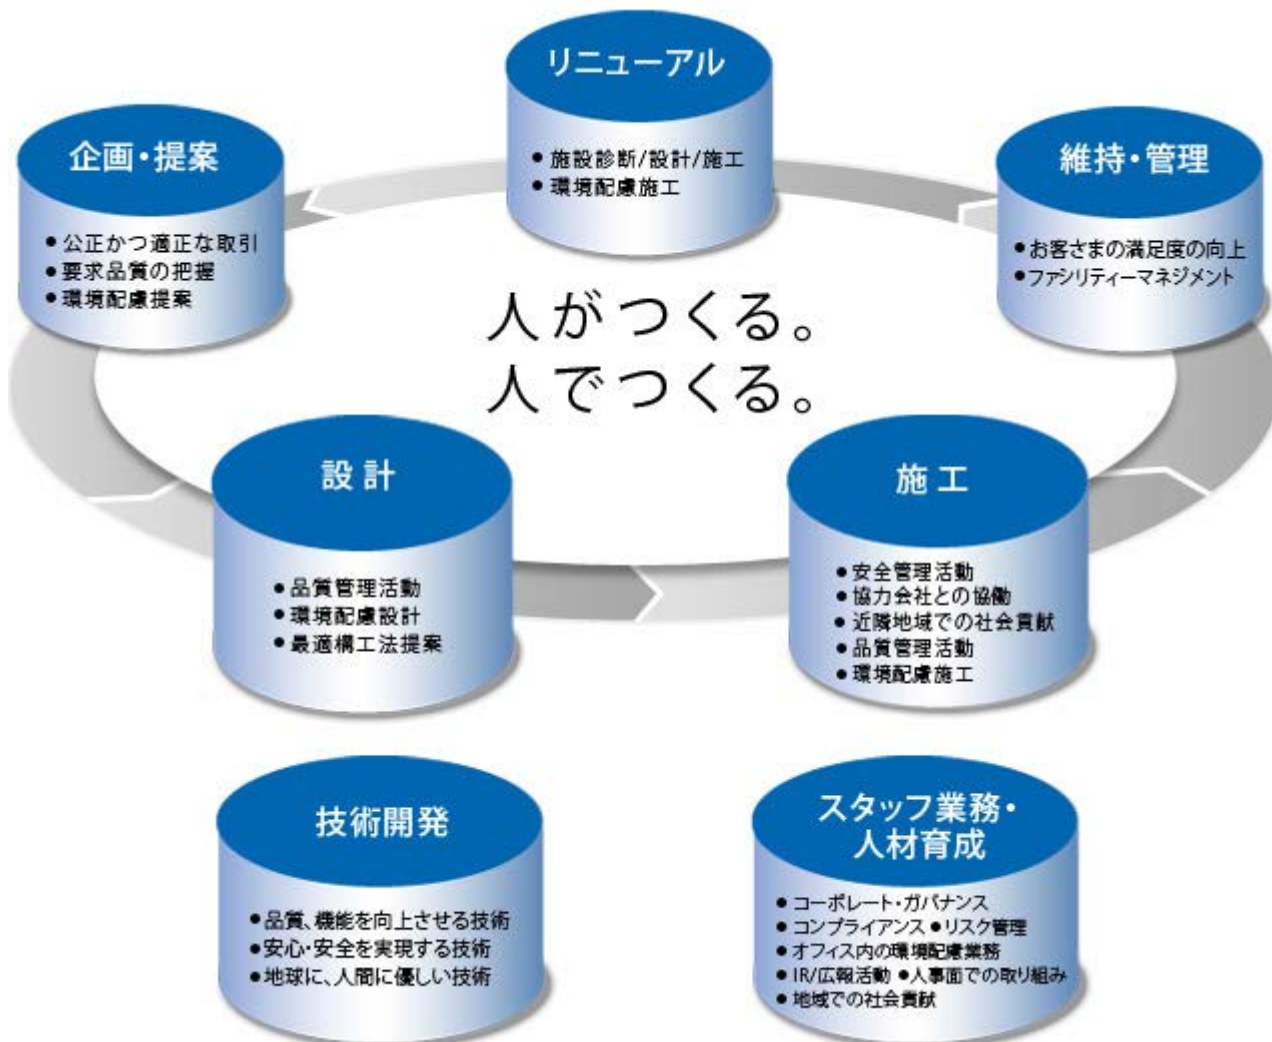 リニューアル
● 施設診断/設計/施工
● 環境配慮施工
企画・提案
● 公正かつ適正な取引
● 要求品質の把握
● 環境配慮提案
維持・管理
● お客さまの満足度の向上
● ファシリティーマネジメント
人がつくる。
人でつくる。
設計
● 品質管理活動
● 環境配慮設計
● 最適構工法提案
施工
● 安全管理活動
● 協力会社との協働
● 近隣地域での社会貢献
● 品質管理活動
● 環境配慮施工
技術開発
● 品質、機能を向上させる技術
● 安心・安全を実現する技術
● 地球に、人間に優しい技術
スタッフ業務・
人材育成
● コーポレート・ガバナンス
● コンプライアンス ● リスク管理
● オフィス内の環境配慮業務
● IR/広報活動 ● 人事面での取り組み
● 地域での社会貢献